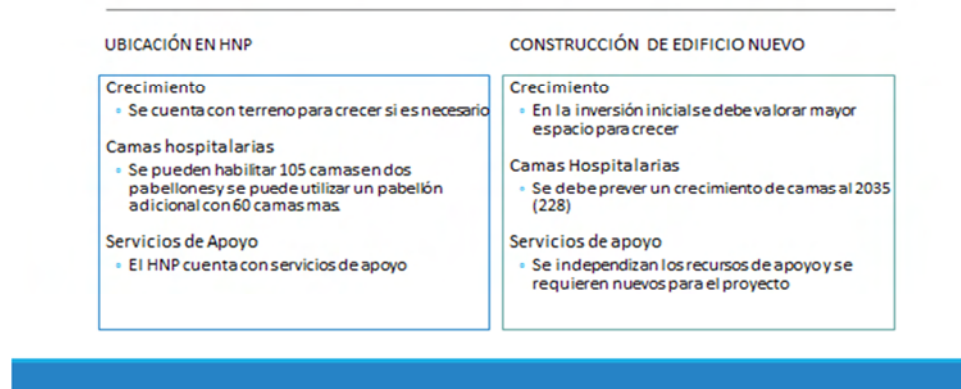 UBICACIÓN EN HNP
Crecimiento
Se cuenta con terreno para crecer si es necesario
Camas hospitalarias
Se pueden habilitar 105 camas en dos
pabellones y se puede utilizar un pabellón
adicional con 60 camas mas.
Servicios de Apoyo
El HNP cuenta con servicios de apoyo
CONSTRUCCIÓN DE EDIFICIO NUEVO
Crecimiento
En la inversión inicial se debe valorar mayor
espacio para crecer
Camas Hospitalarias
Se debe prever un crecimiento de camas al 2035
(228)
Servicios de apoyo
Se independizan los recursos de apoyo y se
requieren nuevos para el proyecto